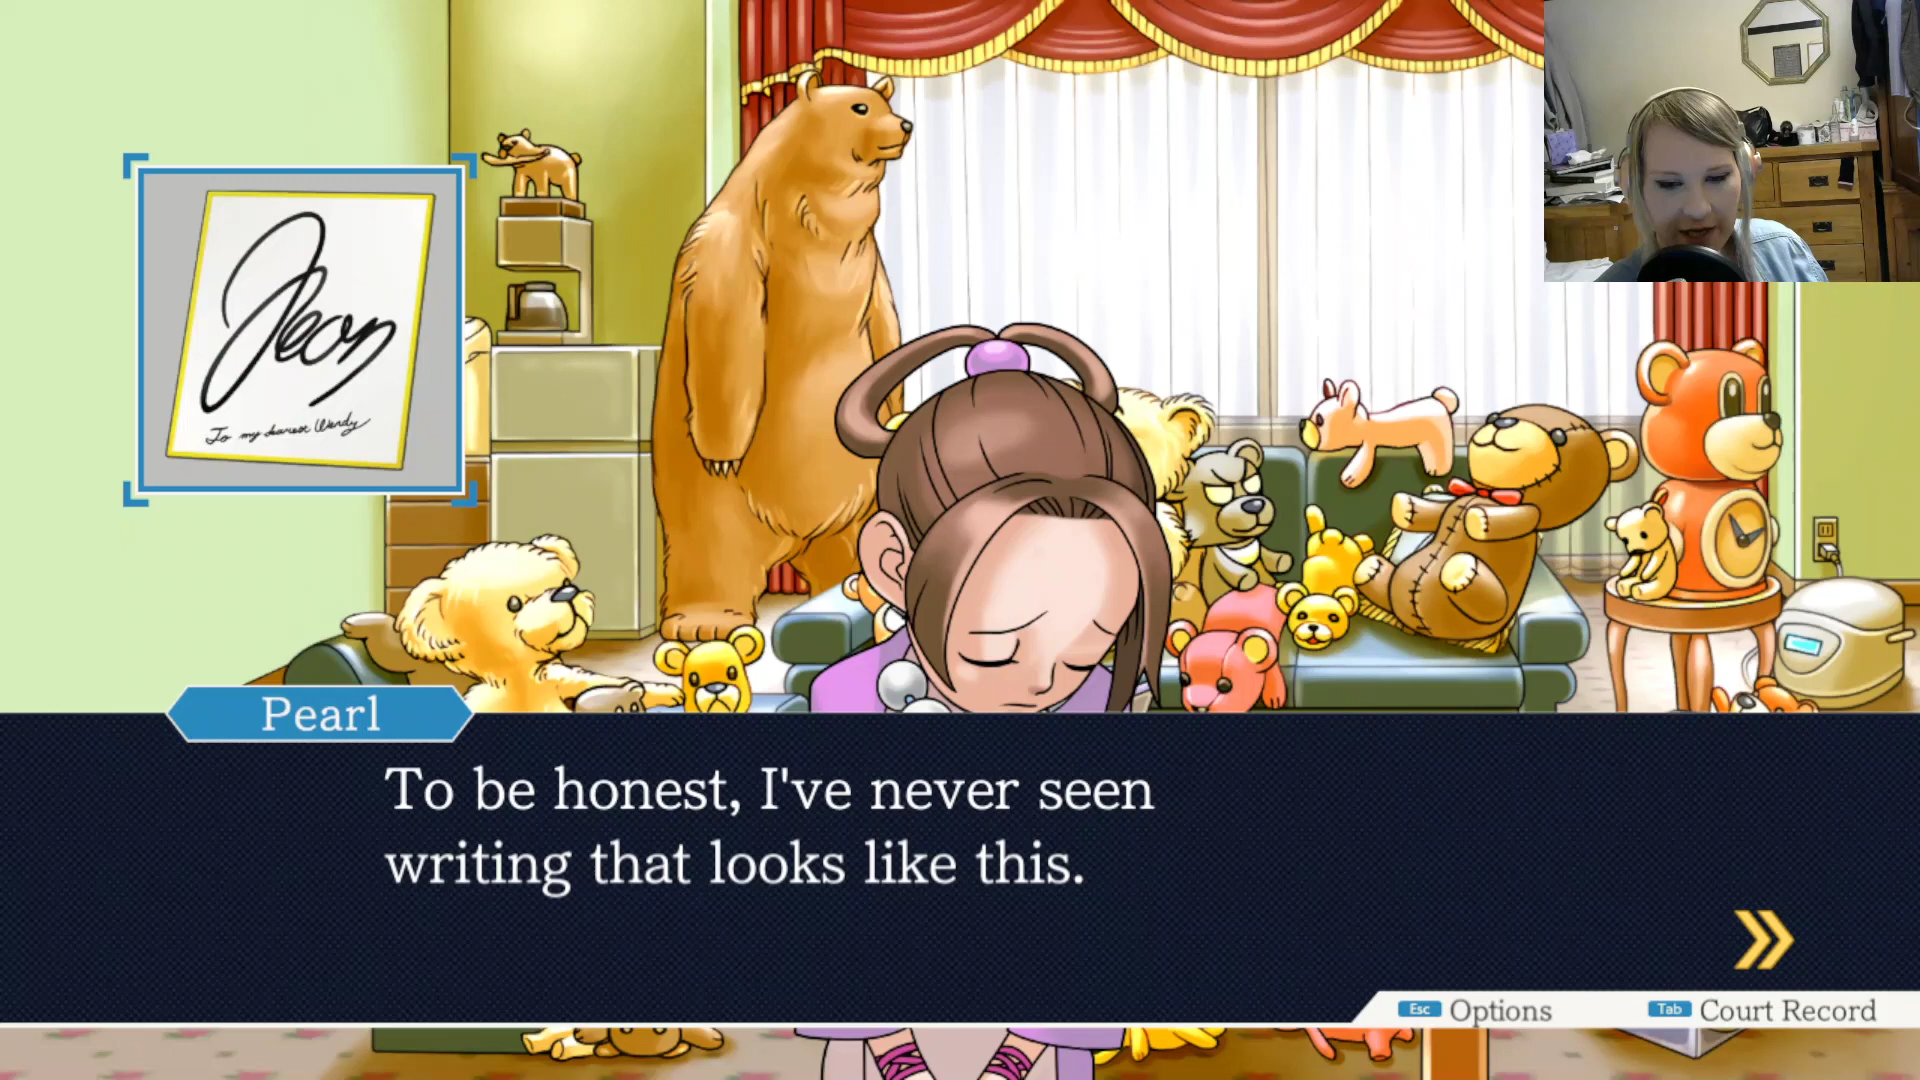 Jean
To my dearest Wendy
Pearl
To be honest, I've never seen
writing that looks like this.
Esc Options
Tab Court Record